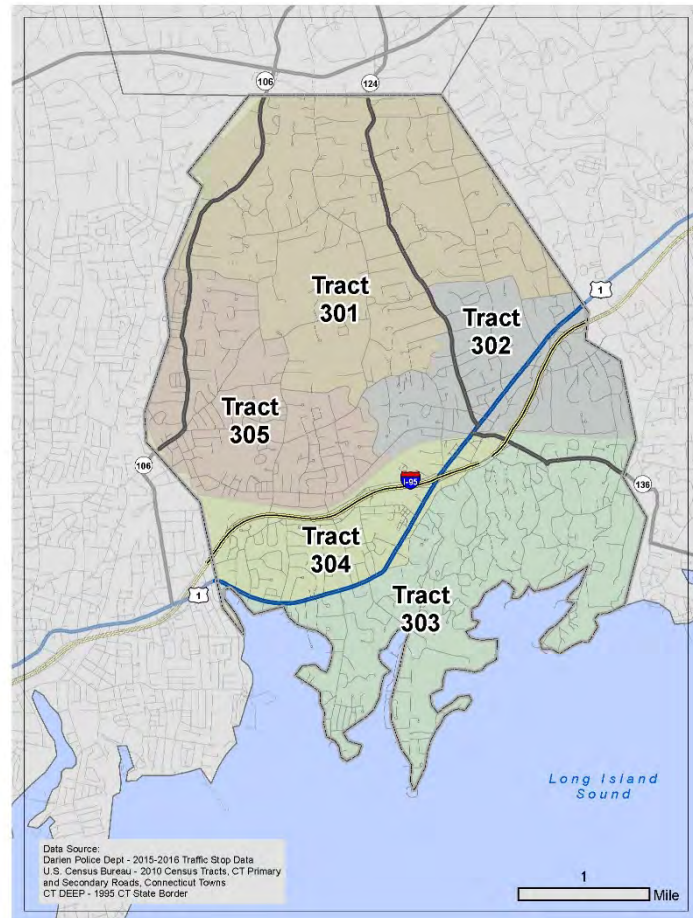 106
124
Tract
301
1
Tract
302
Tract
305
106
I-95
136
Tract
304
1
Tract
303
Long Island
Sound
Data Source:
Darien Police Dept - 2015-2016 Traffic Stop Data
U.S. Census Bureau - 2010 Census Tracts, CT Primary
and Secondary Roads, Connecticut Towns
CT DEEP - 1995 CT State Border
1
Mile